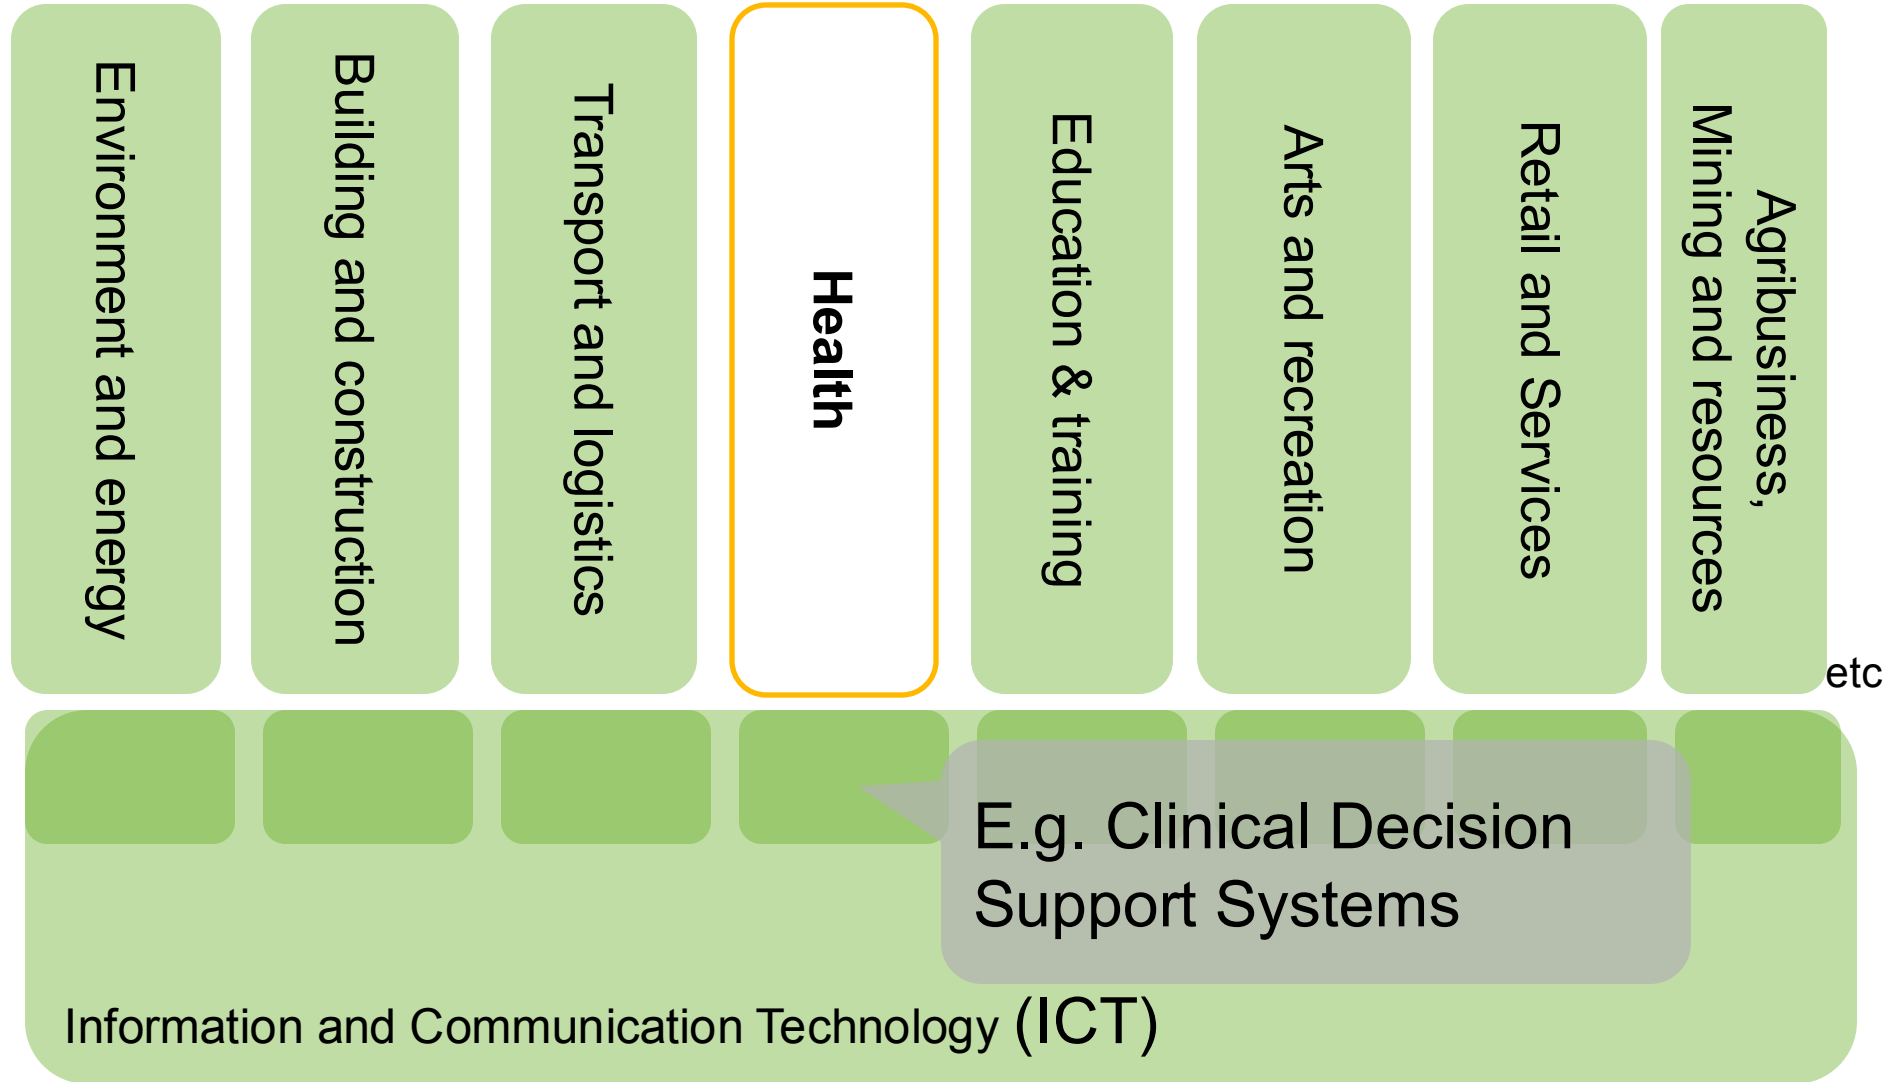 Environment and energy
Building and construction
Transport and logistics
Health
Education & training
Arts and recreation
Retail and Services
Agribusiness,
Mining and resources
etc
E.g. Clinical Decision
Support Systems
Information and Communication Technology (ICT)